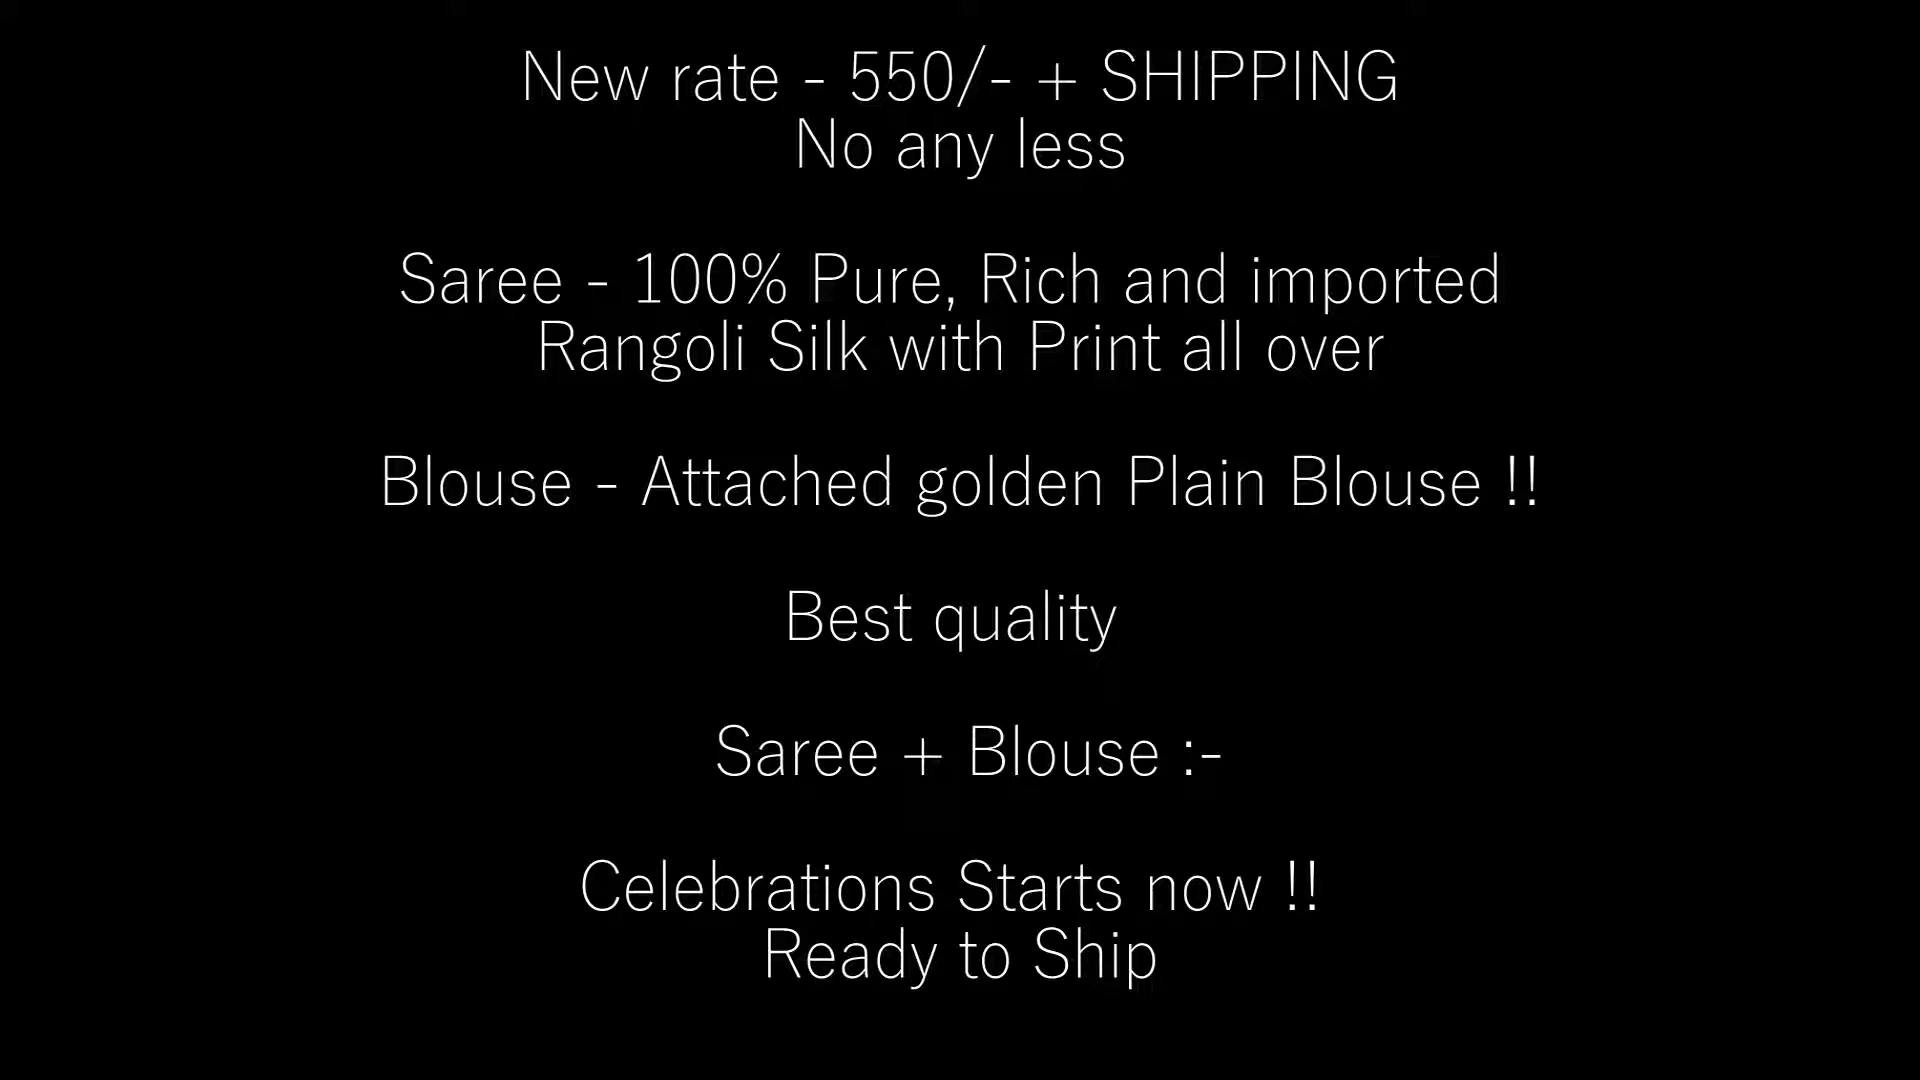 New rate - 550/- + SHIPPING
No any less
Saree - 100% Pure, Rich and imported
Rangoli Silk with Print all over
Blouse - Attached golden Plain Blouse !!
Best quality
Saree + Blouse :-
Celebrations Starts now !!
Ready to Ship